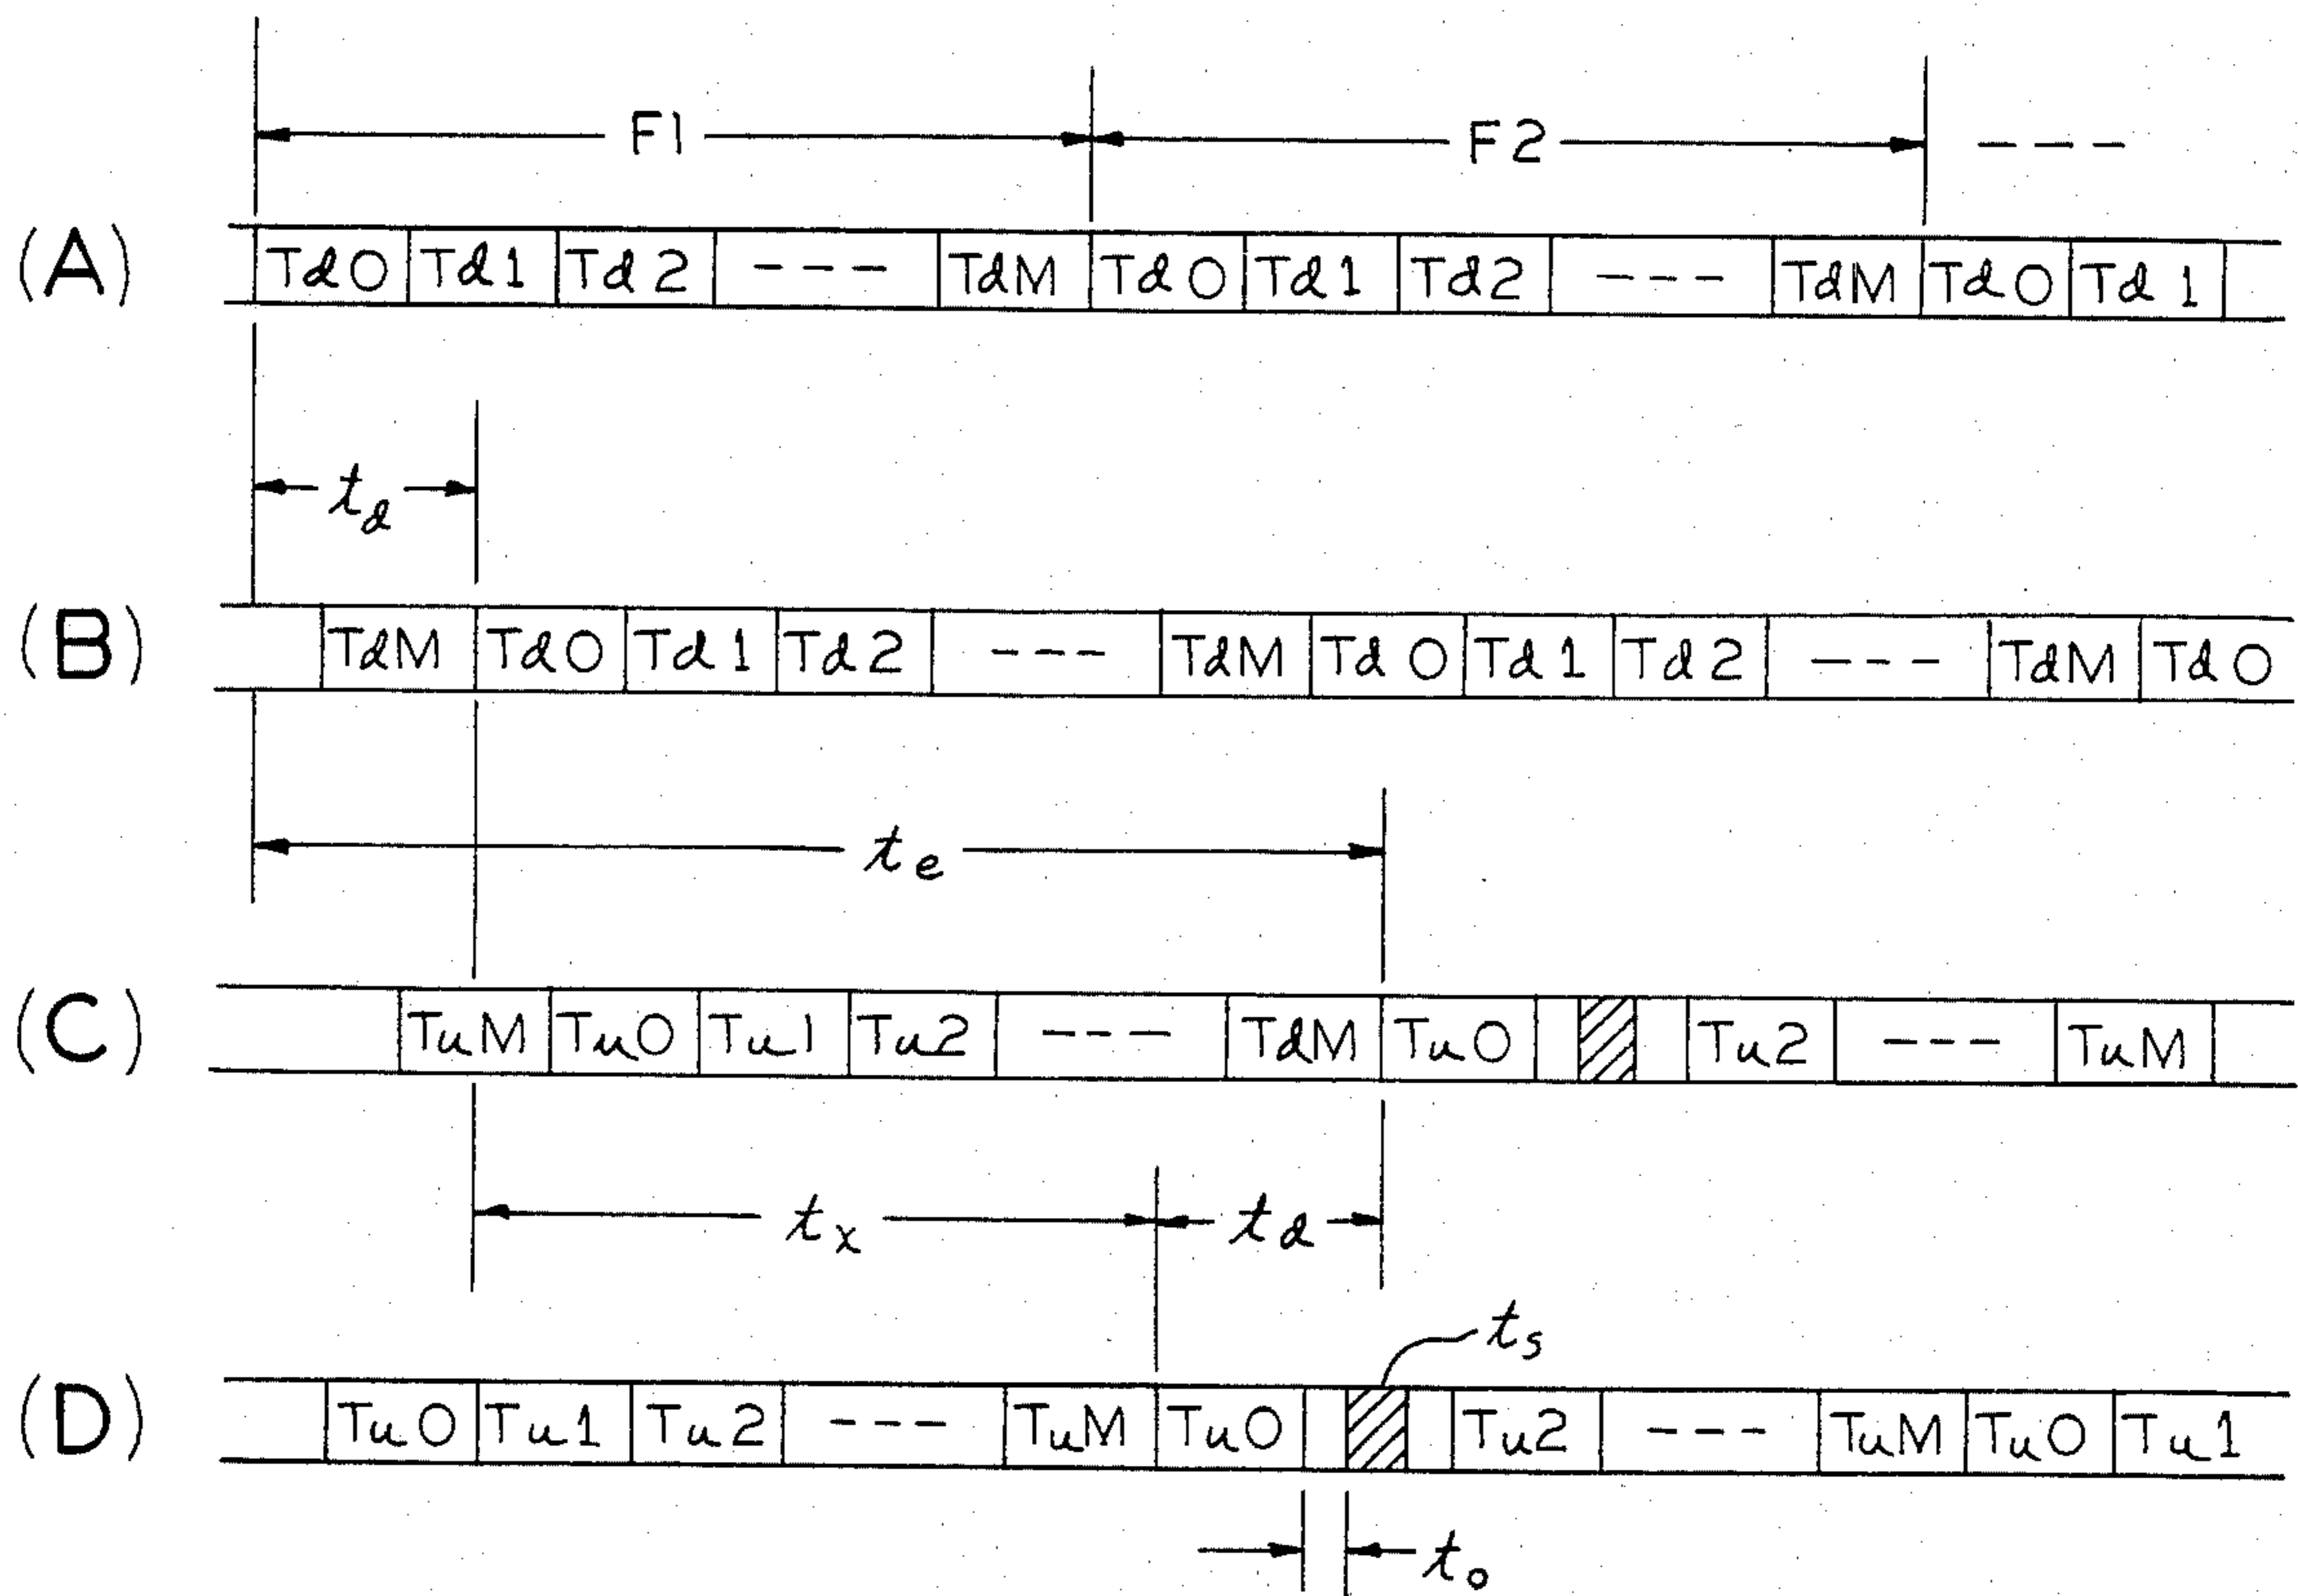 F1 F2 ---
(A) Td0 Td1 Td2 --- TdM Td0 Td1 Td2 --- TdM Td0 Td1
td
(B) TdM Td0 Td1 Td2 --- TdM Td0 Td1 Td2 --- TdM Td0
te
(C) TuM Tu0 Tu1 Tu2 --- TdM Tu0 Tu2 --- TuM
tx td
ts
(D) Tu0 Tu1 Tu2 --- TuM Tu0 Tu2 --- TuM Tu0 Tu1
to